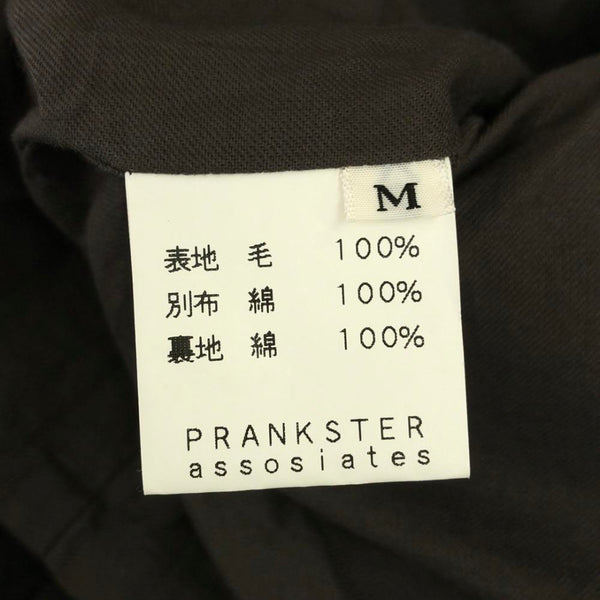 M
表地 毛 100%
別布 綿 100%
裏地 綿 100%
PRANKSTER
assosiates